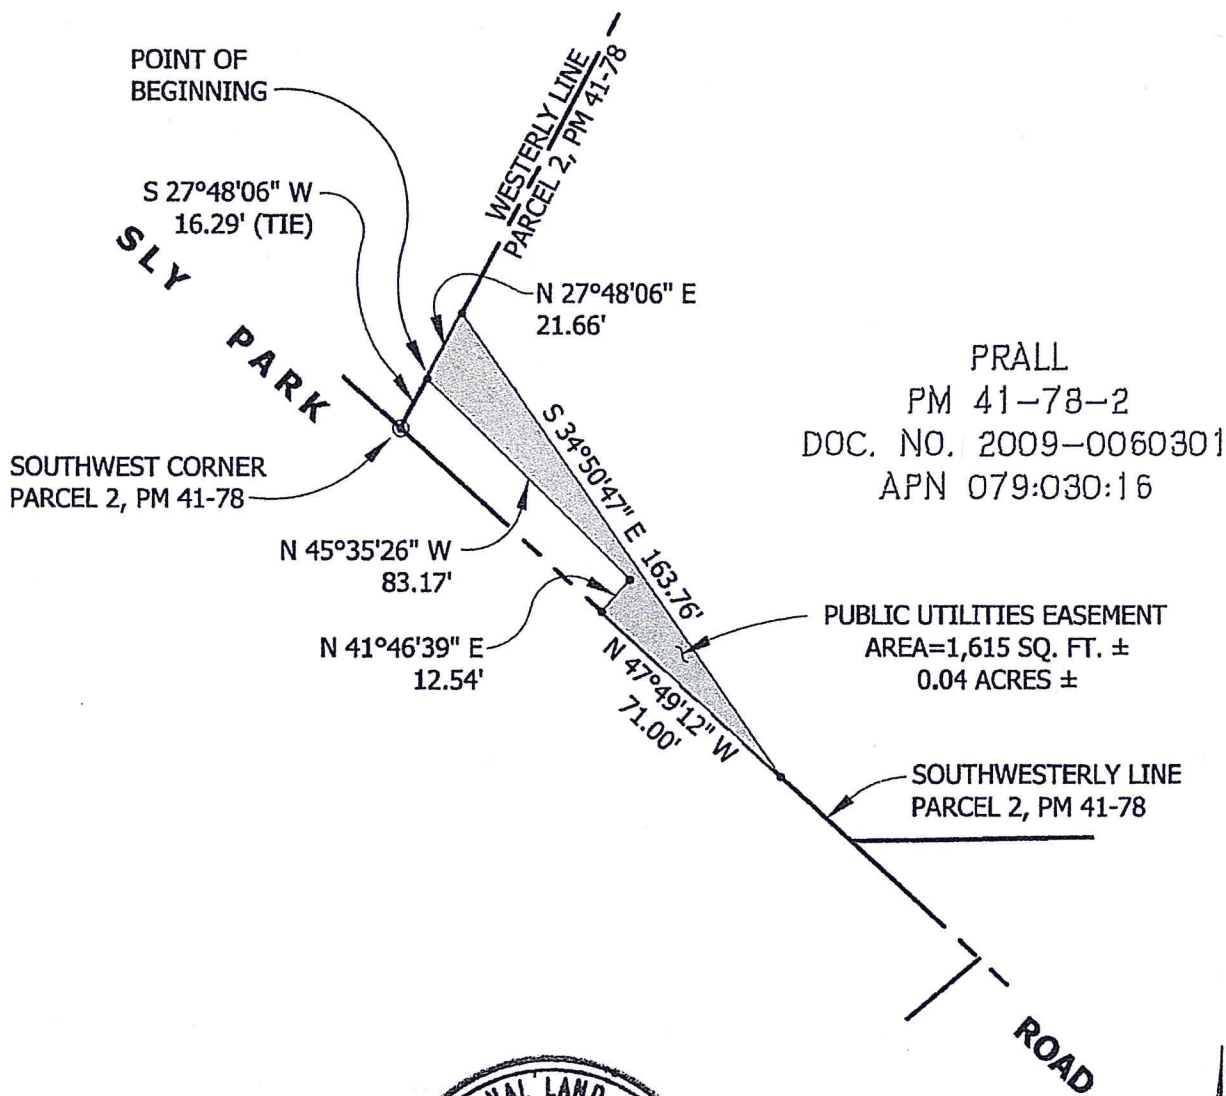 POINT OF
BEGINNING
WESTERLY LINE
PARCEL 2, PM 41-78
S 27°48'06" W
16.29' (TIE)
SLY
PARK
N 27°48'06" E
21.66'
PRALL
PM 41-78-2
DOC. NO. 2009-0060301
APN 079:030:16
S 34°50'47" E 163.76'
SOUTHWEST CORNER
PARCEL 2, PM 41-78
N 45°35'26" W
83.17'
PUBLIC UTILITIES EASEMENT
AREA=1,615 SQ. FT. ±
0.04 ACRES ±
N 41°46'39" E
12.54'
N 47°49'12" W
71.00'
SOUTHWESTERLY LINE
PARCEL 2, PM 41-78
ROAD
LAND